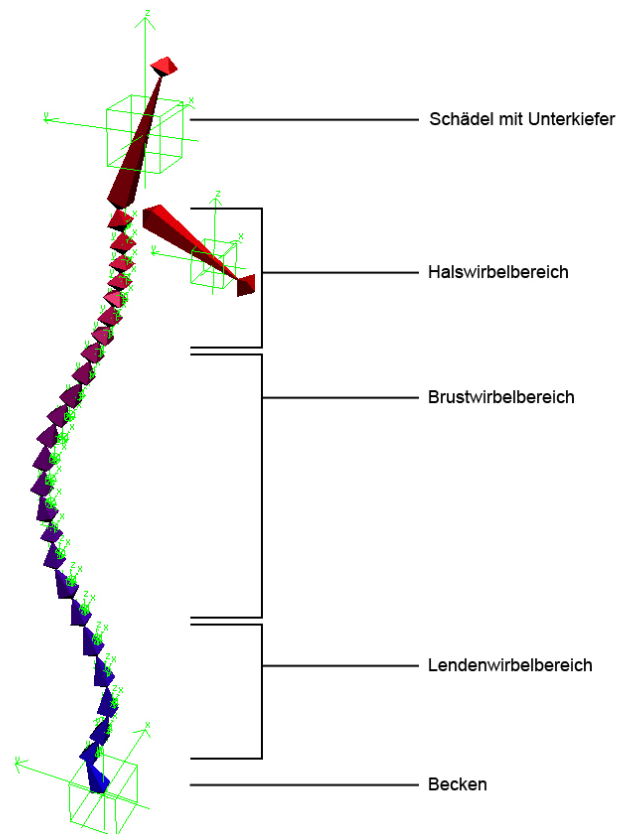 z
y
x
Schädel mit Unterkiefer
z
x
y
Halswirbelbereich
Brustwirbelbereich
Lendenwirbelbereich
x
y
Becken